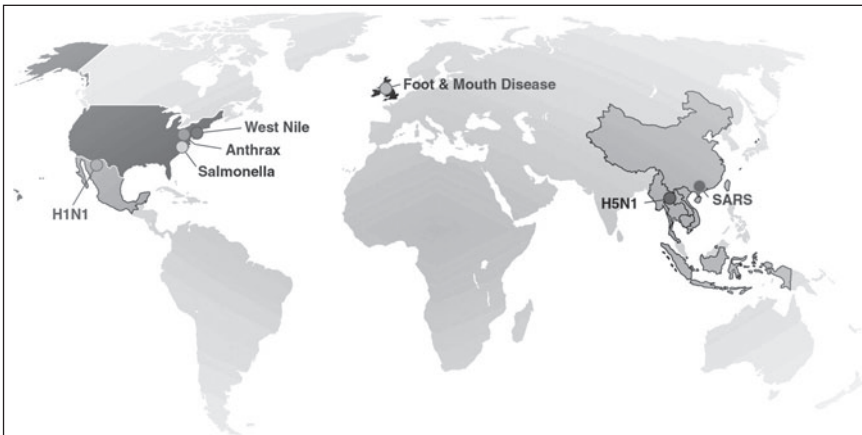 Foot & Mouth Disease
West Nile
Anthrax
Salmonella
H1N1
H5N1
SARS